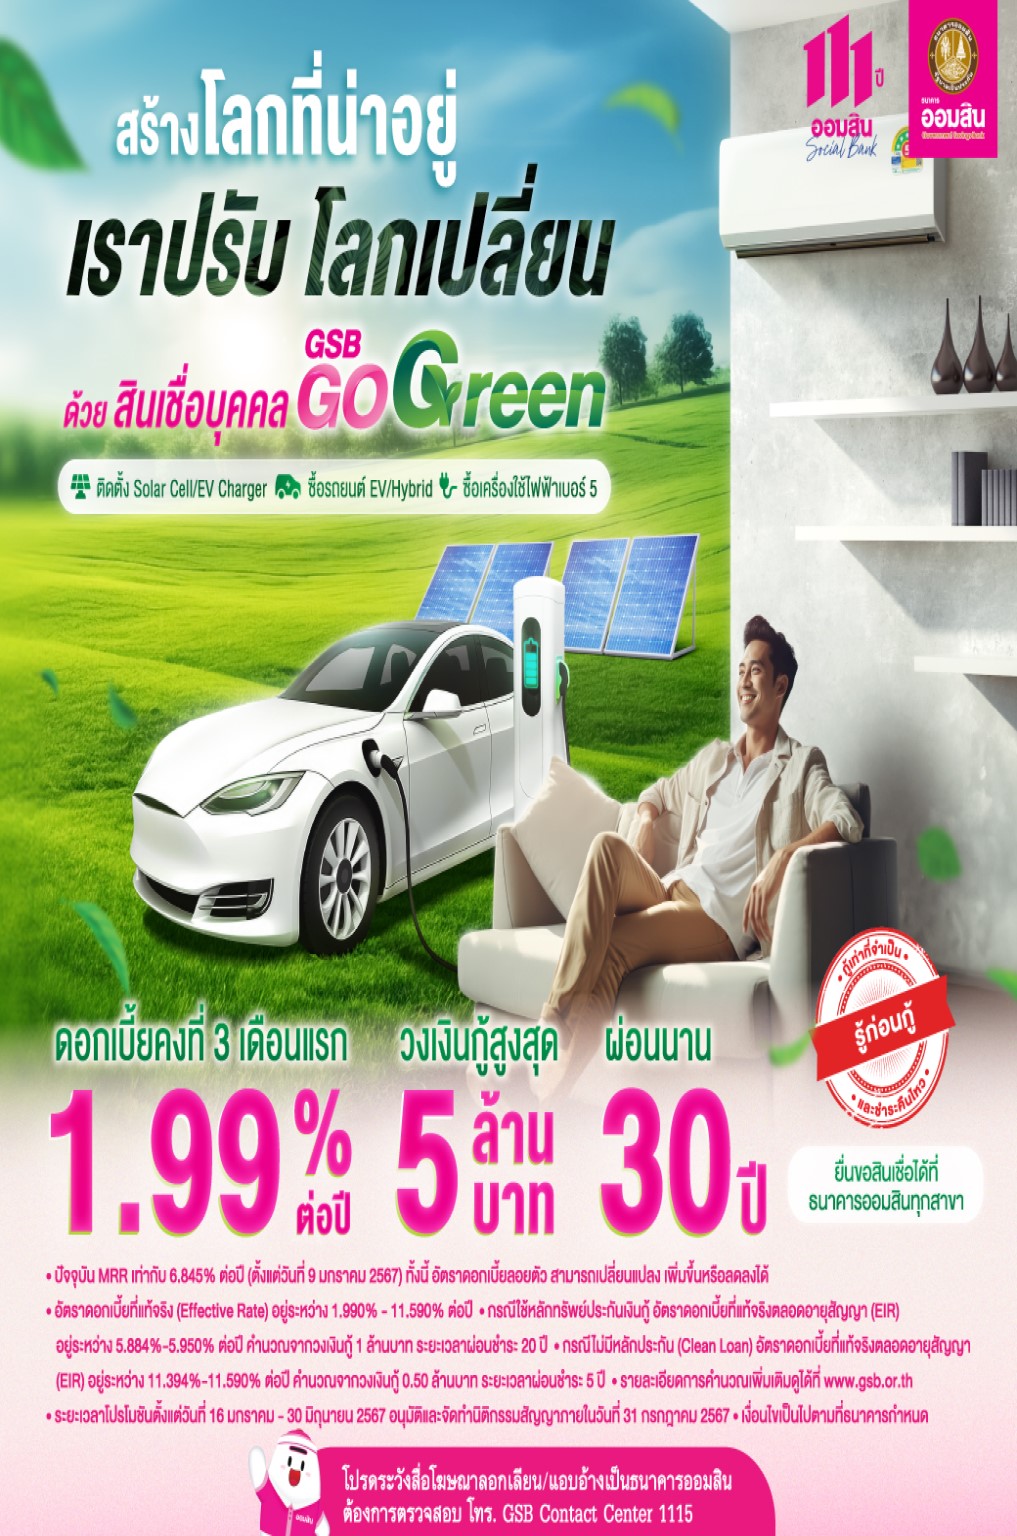 111 ปี
ออมสิน
Social Bank
ธนาคาร
ออมสิน
Government Savings Bank
สร้างโลกที่น่าอยู่
เราปรับ โลกเปลี่ยน
ด้วย สินเชื่อบุคคล GSB GO Green
ติดตั้ง Solar Cell/EV Charger ซื้อรถยนต์ EV/Hybrid ซื้อเครื่องใช้ไฟฟ้าเบอร์ 5
• กู้เท่าที่จำเป็น •
รู้ก่อนกู้
• และชำระคืนไหว •
ดอกเบี้ยคงที่ 3 เดือนแรก
1.99 % ต่อปี
วงเงินกู้สูงสุด
5 ล้านบาท
ผ่อนนาน
30 ปี
ยื่นขอสินเชื่อได้ที่
ธนาคารออมสินทุกสาขา
• ปัจจุบัน MRR เท่ากับ 6.845% ต่อปี (ตั้งแต่วันที่ 9 มกราคม 2567) ทั้งนี้ อัตราดอกเบี้ยลอยตัว สามารถเปลี่ยนแปลง เพิ่มขึ้นหรือลดลงได้
• อัตราดอกเบี้ยที่แท้จริง (Effective Rate) อยู่ระหว่าง 1.990% - 11.590% ต่อปี • กรณีใช้หลักทรัพย์ประกันเงินกู้ อัตราดอกเบี้ยที่แท้จริงตลอดอายุสัญญา (EIR)
อยู่ระหว่าง 5.884%-5.950% ต่อปี คำนวณจากวงเงินกู้ 1 ล้านบาท ระยะเวลาผ่อนชำระ 20 ปี • กรณีไม่มีหลักประกัน (Clean Loan) อัตราดอกเบี้ยที่แท้จริงตลอดอายุสัญญา
(EIR) อยู่ระหว่าง 11.394%-11.590% ต่อปี คำนวณจากวงเงินกู้ 0.50 ล้านบาท ระยะเวลาผ่อนชำระ 5 ปี • รายละเอียดการคำนวณเพิ่มเติมดูได้ที่ www.gsb.or.th
• ระยะเวลาโปรโมชันตั้งแต่วันที่ 16 มกราคม - 30 มิถุนายน 2567 อนุมัติและจัดทำนิติกรรมสัญญาภายในวันที่ 31 กรกฎาคม 2567 • เงื่อนไขเป็นไปตามที่ธนาคารกำหนด
โปรดระวังสื่อโฆษณาลอกเลียน/แอบอ้างเป็นธนาคารออมสิน
ต้องการตรวจสอบ โทร. GSB Contact Center 1115
ออมสิน